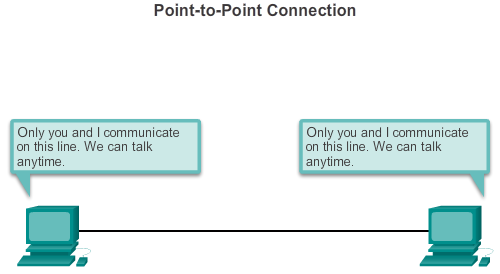 Point-to-Point Connection
Only you and I communicate
on this line. We can talk
anytime.
Only you and I communicate
on this line. We can talk
anytime.